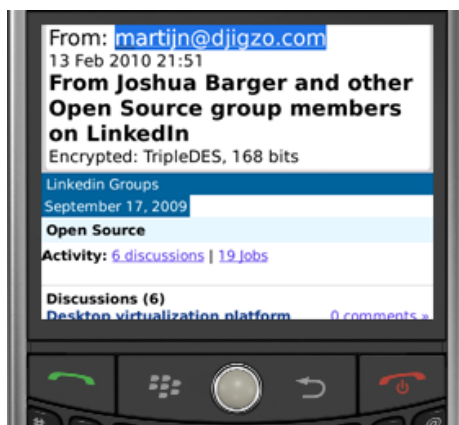 From: martijn@djigzo.com
13 Feb 2010 21:51
From Joshua Barger and other
Open Source group members
on LinkedIn
Encrypted: TripleDES, 168 bits
Linkedin Groups
September 17, 2009
Open Source
Activity: 6 discussions | 19 Jobs
Discussions (6)
Desktop virtualization platform 0 comments »
#
@